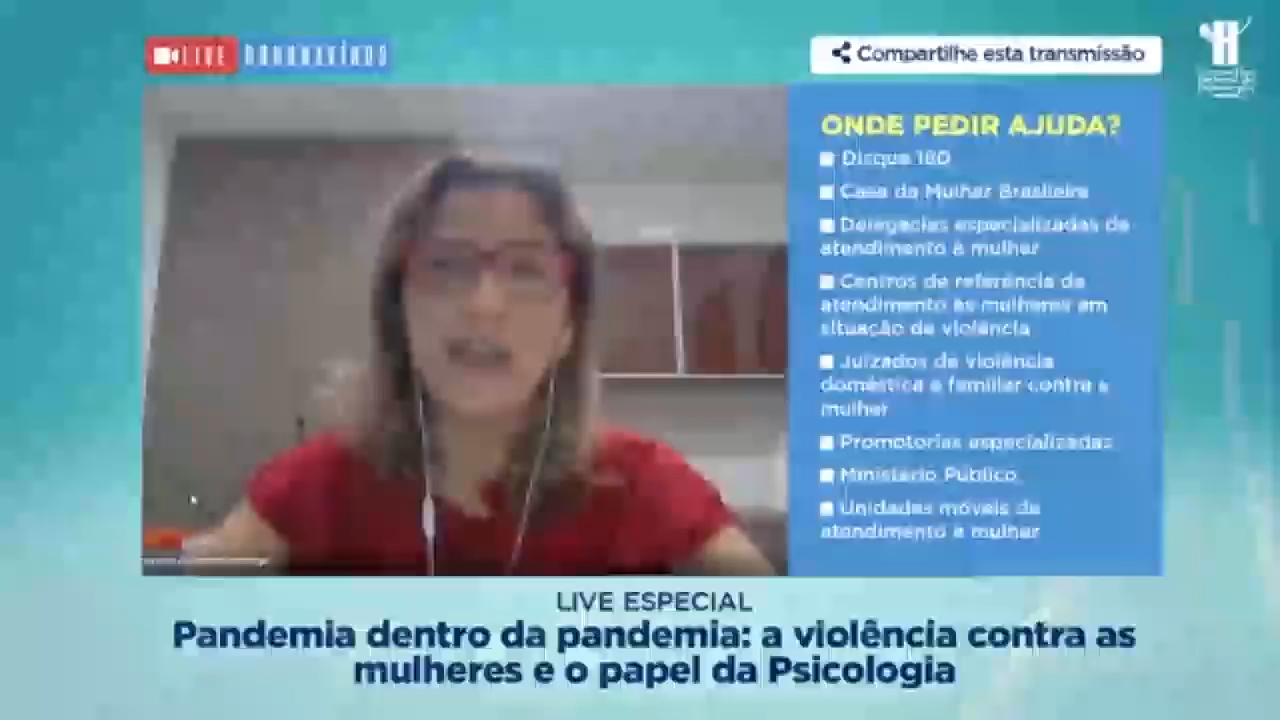 LIVE CORONAVÍRUS
Compartilhe esta transmissão
ONDE PEDIR AJUDA?
Disque 180
Casa da Mulher Brasileira
Delegacias especializadas de
atendimento à mulher
Centros de referência de
atendimento às mulheres em
situação de violência
Juizados de violência
doméstica e familiar contra a
mulher
Promotorias especializadas
Ministério Público
Unidades móveis de
atendimento à mulher
LIVE ESPECIAL
Pandemia dentro da pandemia: a violência contra as
mulheres e o papel da Psicologia